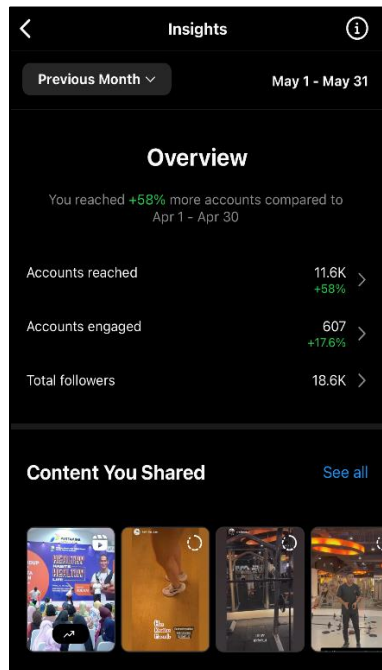 Insights
Previous Month
May 1 - May 31
Overview
You reached +58% more accounts compared to
Apr 1 - Apr 30
Accounts reached
11.6K
+58%
Accounts engaged
607
+17.6%
Total followers
18.6K
Content You Shared
See all